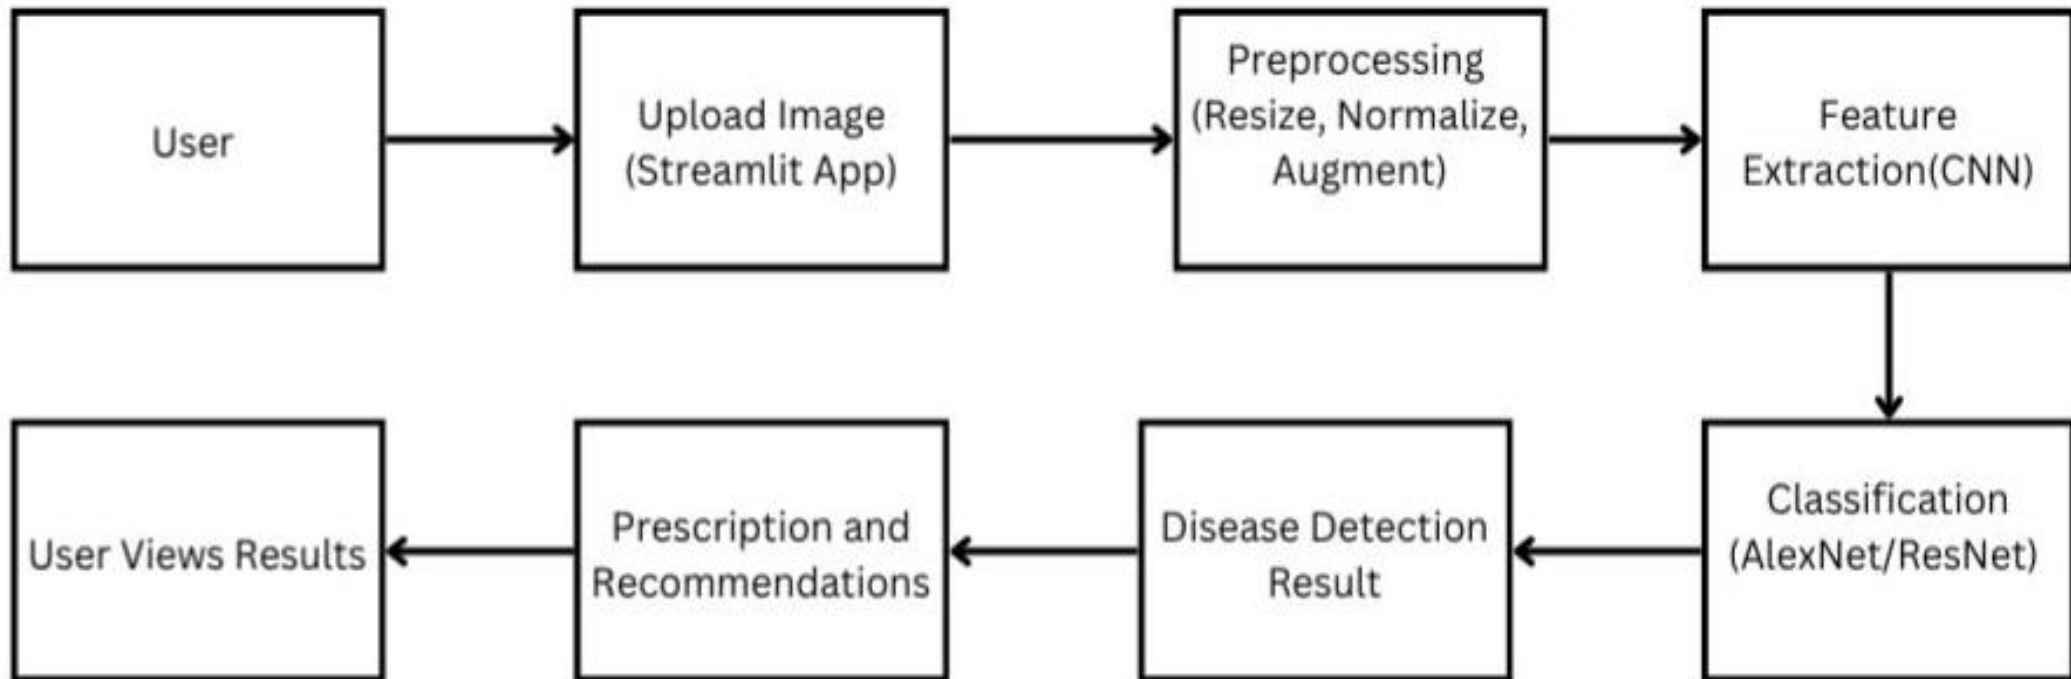 User
Upload Image
(Streamlit App)
Preprocessing
(Resize, Normalize,
Augment)
Feature
Extraction(CNN)
Classification
(AlexNet/ResNet)
Disease Detection
Result
Prescription and
Recommendations
User Views Results